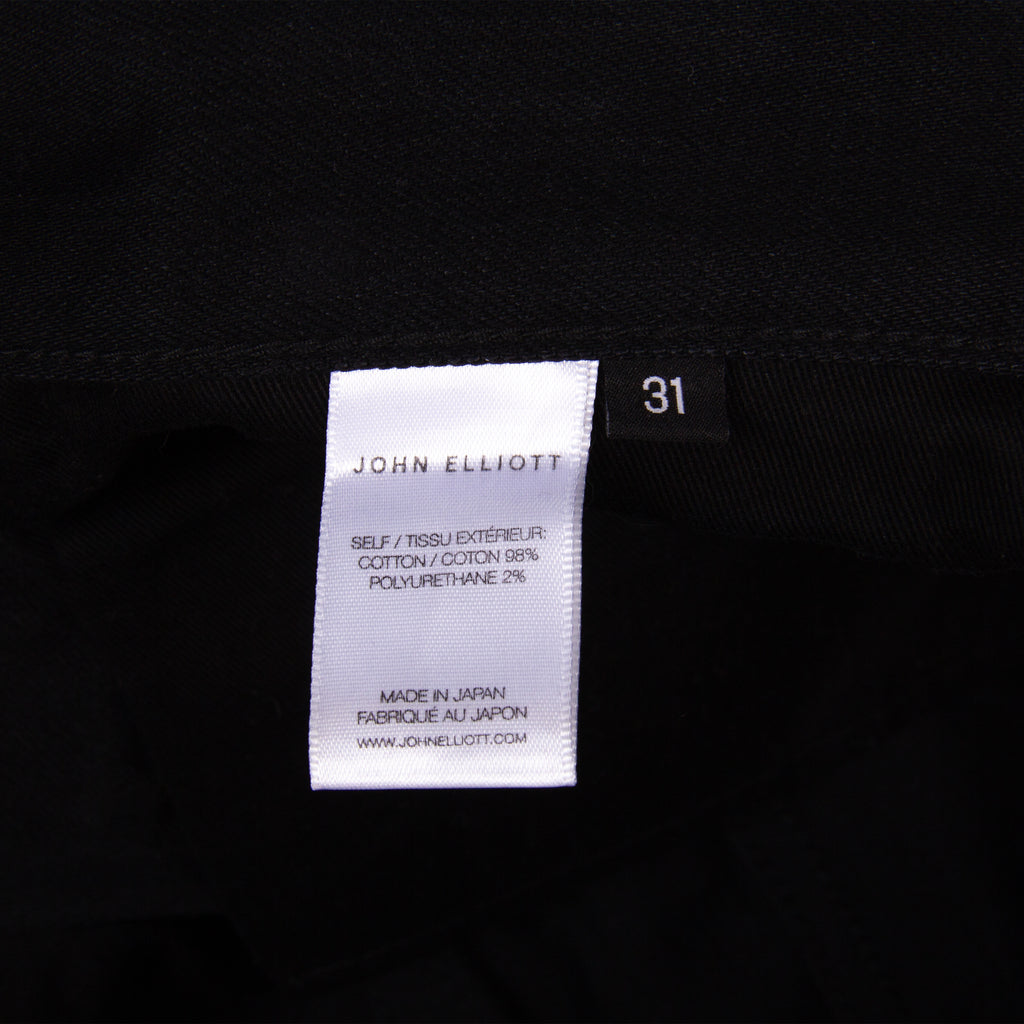 31
JOHN ELLIOTT
SELF / TISSU EXTÉRIEUR:
COTTON / COTON 98%
POLYURETHANE 2%
MADE IN JAPAN
FABRIQUÉ AU JAPON
WWW.JOHNELLIOTT.COM